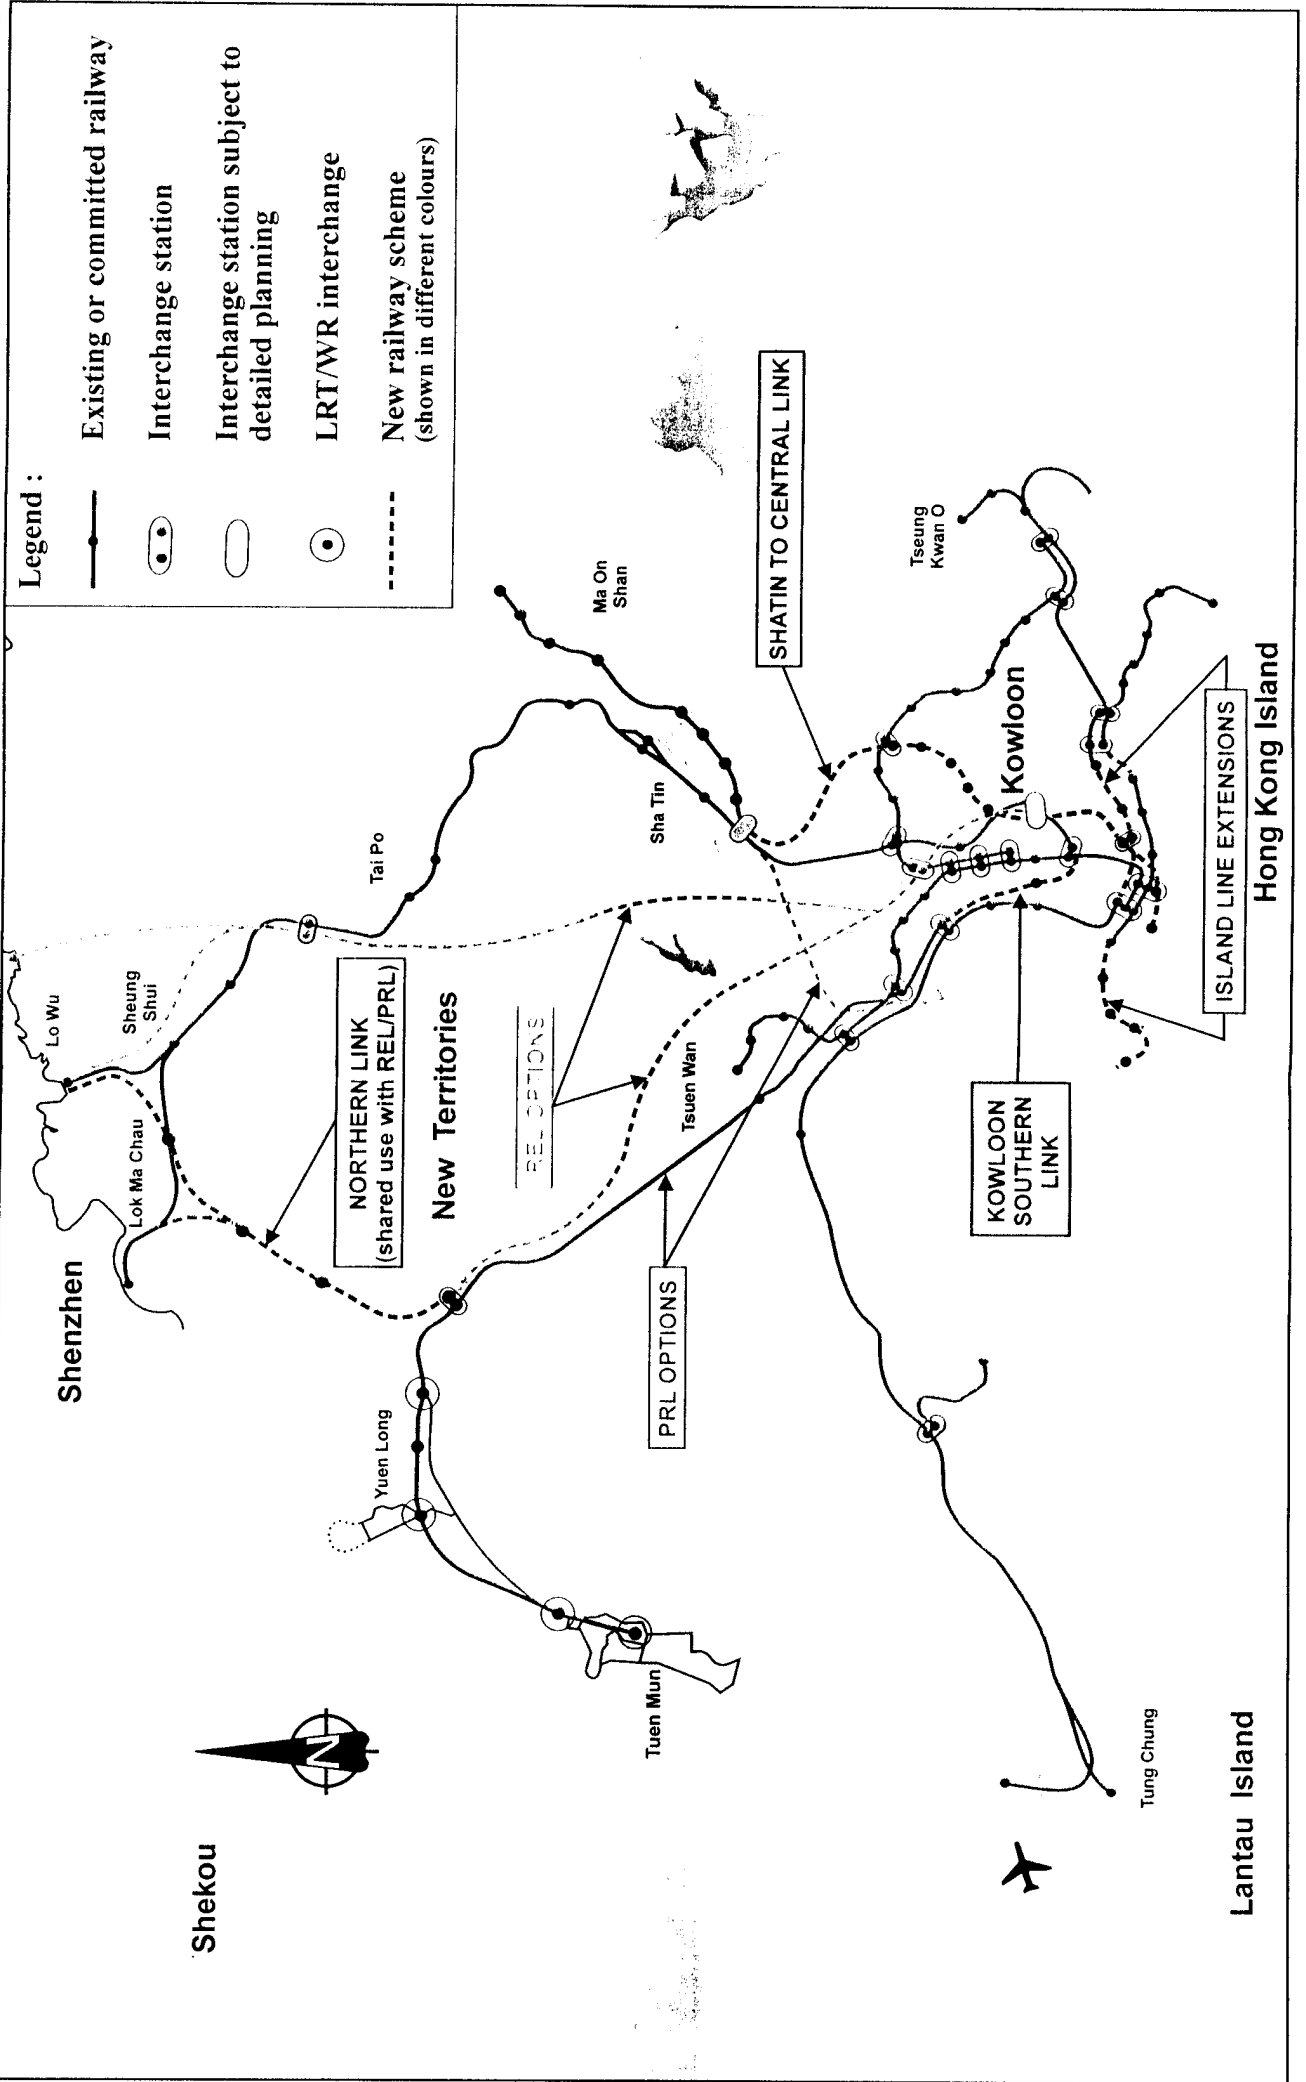 Legend :
Existing or committed railway
Interchange station
Interchange station subject to
detailed planning
LRT/WR interchange
New railway scheme
(shown in different colours)
Shekou
N
Shenzhen
Lo Wu
Sheung
Shui
Lok Ma Chau
Tai Po
NORTHERN LINK
(shared use with REL/PRL)
New Territories
REL OPTIONS
Yuen Long
Ma On
Shan
Sha Tin
Tsuen Wan
PRL OPTIONS
Tuen Mun
SHATIN TO CENTRAL LINK
Tseung
Kwan O
Kowloon
KOWLOON
SOUTHERN
LINK
Tung Chung
ISLAND LINE EXTENSIONS
Hong Kong Island
Lantau Island